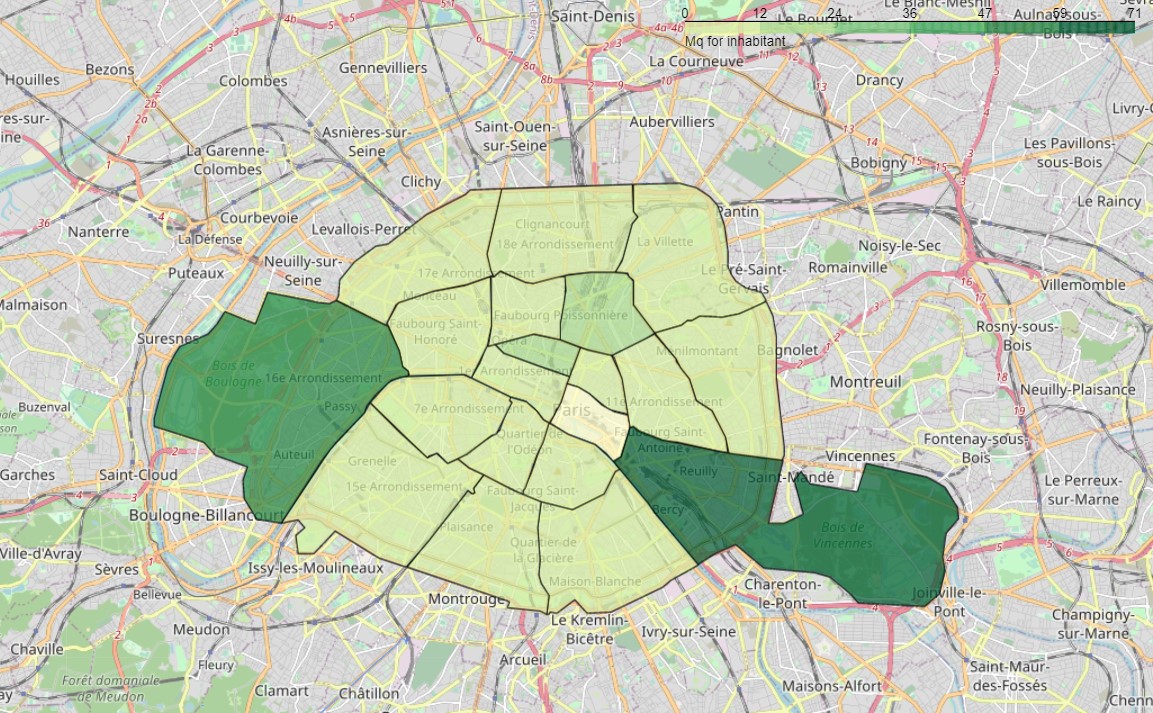 Saint-Denis
Le Bourget
Le Blanc-Mesnil
0 12 24 36 47 59 71
Mq for inhabitant
Aulnay-sous-
Bois
4b
5.1
4a-4b
Houilles
Bezons
Colombes
Gennevilliers
La Courneuve
Drancy
Livry-
Asnières-sur-
Seine
Saint-Ouen-
sur-Seine
Aubervilliers
Bobigny
Les Pavillons-
sous-Bois
La Garenne-
Colombes
Clichy
Le Raincy
Courbevoie
Levallois-Perret
Pantin
Nanterre
La Défense
Clignancourt
18e Arrondissement
La Villette
Noisy-le-Sec
Puteaux
Neuilly-sur-
Seine
17e Arrondissement
Le Pré-Saint-
Gervais
Romainville
Villemomble
Malmaison
Monceau
Faubourg Poissonnière
Suresnes
Faubourg Saint-
Honoré
Opéra
Rosny-sous-
Bois
Bois de
Boulogne
16e Arrondissement
1er Arrondissement
Ménilmontant
Bagnolet
Montreuil
Neuilly-Plaisance
Buzenval
Passy
7e Arrondissement
Paris
11e Arrondissement
Auteuil
Quartier de
l'Odéon
Faubourg Saint-
Antoine
Fontenay-sous-
Bois
Garches
Saint-Cloud
Grenelle
Reuilly
Vincennes
Saint-Mandé
15e Arrondissement
Faubourg Saint-
Jacques
Bercy
Le Perreux-
sur-Marne
Boulogne-Billancourt
Plaisance
Bois de
Vincennes
Ville-d'Avray
Sèvres
Issy-les-Moulineaux
Quartier de
la Glacière
Maison-Blanche
Bellevue
Montrouge
Charenton-
le-Pont
Joinville-le-
Pont
Meudon
Le Kremlin-
Bicêtre
Ivry-sur-Seine
Champigny-
sur-Marne
Chaville
Fleury
Arcueil
Forêt domaniale
de Meudon
Clamart
Châtillon
Maisons-Alfort
Saint-Maur-
des-Fossés
Chenn